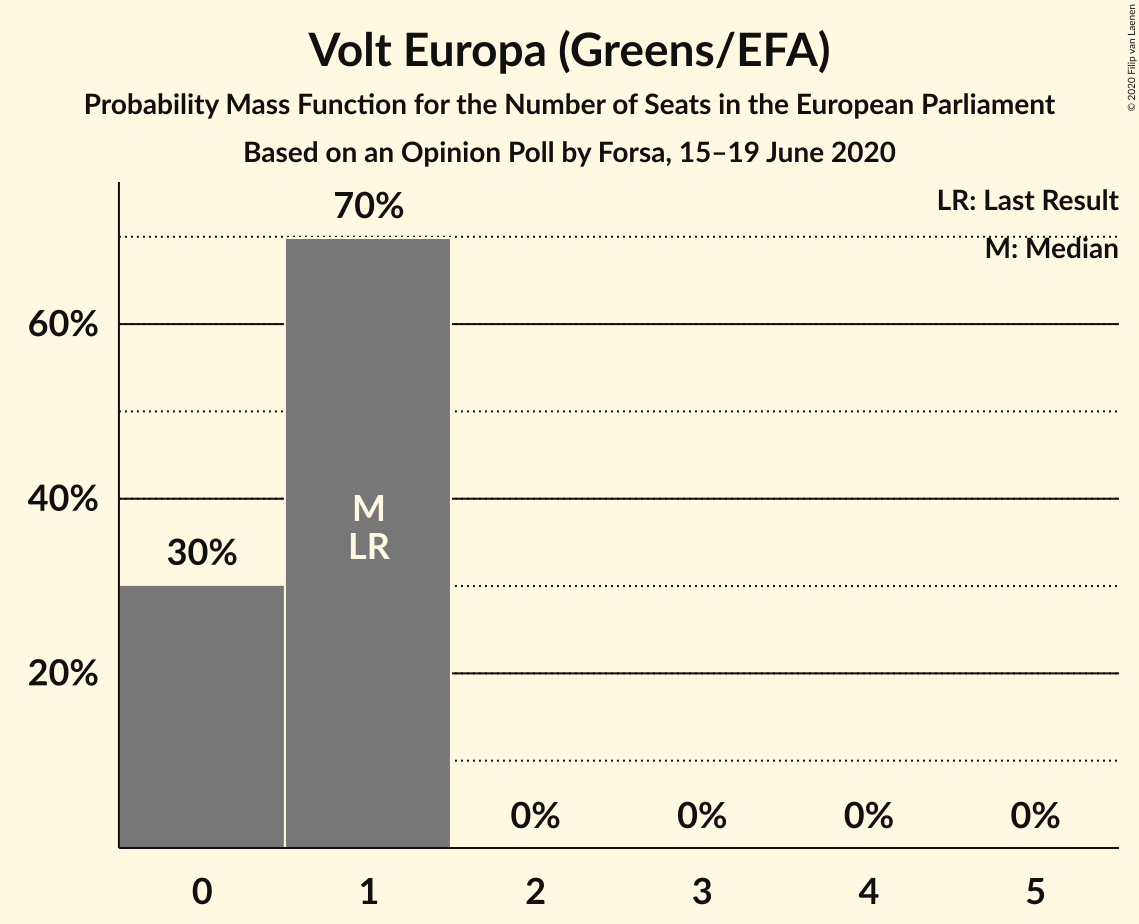 Volt Europa (Greens/EFA)
Probability Mass Function for the Number of Seats in the European Parliament
Based on an Opinion Poll by Forsa, 15–19 June 2020
© 2020 Filip van Laenen
LR: Last Result
M: Median
70%
60%
40%
30%
20%
M
LR
0%
0%
0%
0%
0
1
2
3
4
5